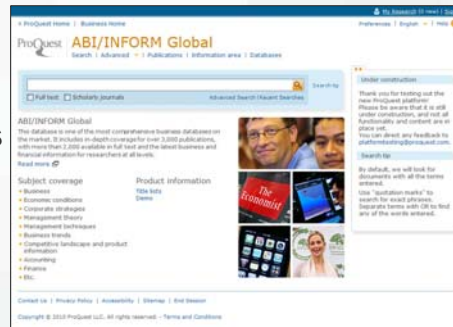 My Research (0 new) | Sign
‹ ProQuest Home | Business Home
Preferences | English | Help
ProQuest
ABI/INFORM Global
Search | Advanced | Publications | Information area | Databases
Search tip
Full text Scholarly journals
Advanced Search | Recent Searches
ABI/INFORM Global
This database is one of the most comprehensive business databases on
the market. It includes in-depth coverage for over 3,000 publications,
with more than 2,000 available in full text and the latest business and
financial information for researchers at all levels.
Read more
Subject coverage
Business
Economic conditions
Corporate strategies
Management theory
Management techniques
Business trends
Competitive landscape and product
information
Accounting
Finance
Etc.
Product information
Title lists
Demo
The
Economist
Under construction
Thank you for testing out the
new ProQuest platform!
Please be aware that it is still
under construction, and not all
functionality and content are in
place yet.
You can direct any feedback to
platformtesting@proquest.com.
Search tip
By default, we will look for
documents with all the terms
entered.
Use "quotation marks" to
search for exact phrases.
Separate terms with OR to find
any of the words entered.
Contact Us | Privacy Policy | Accessibility | Sitemap | End Session
Copyright © 2010 ProQuest LLC. All rights reserved. - Terms and Conditions